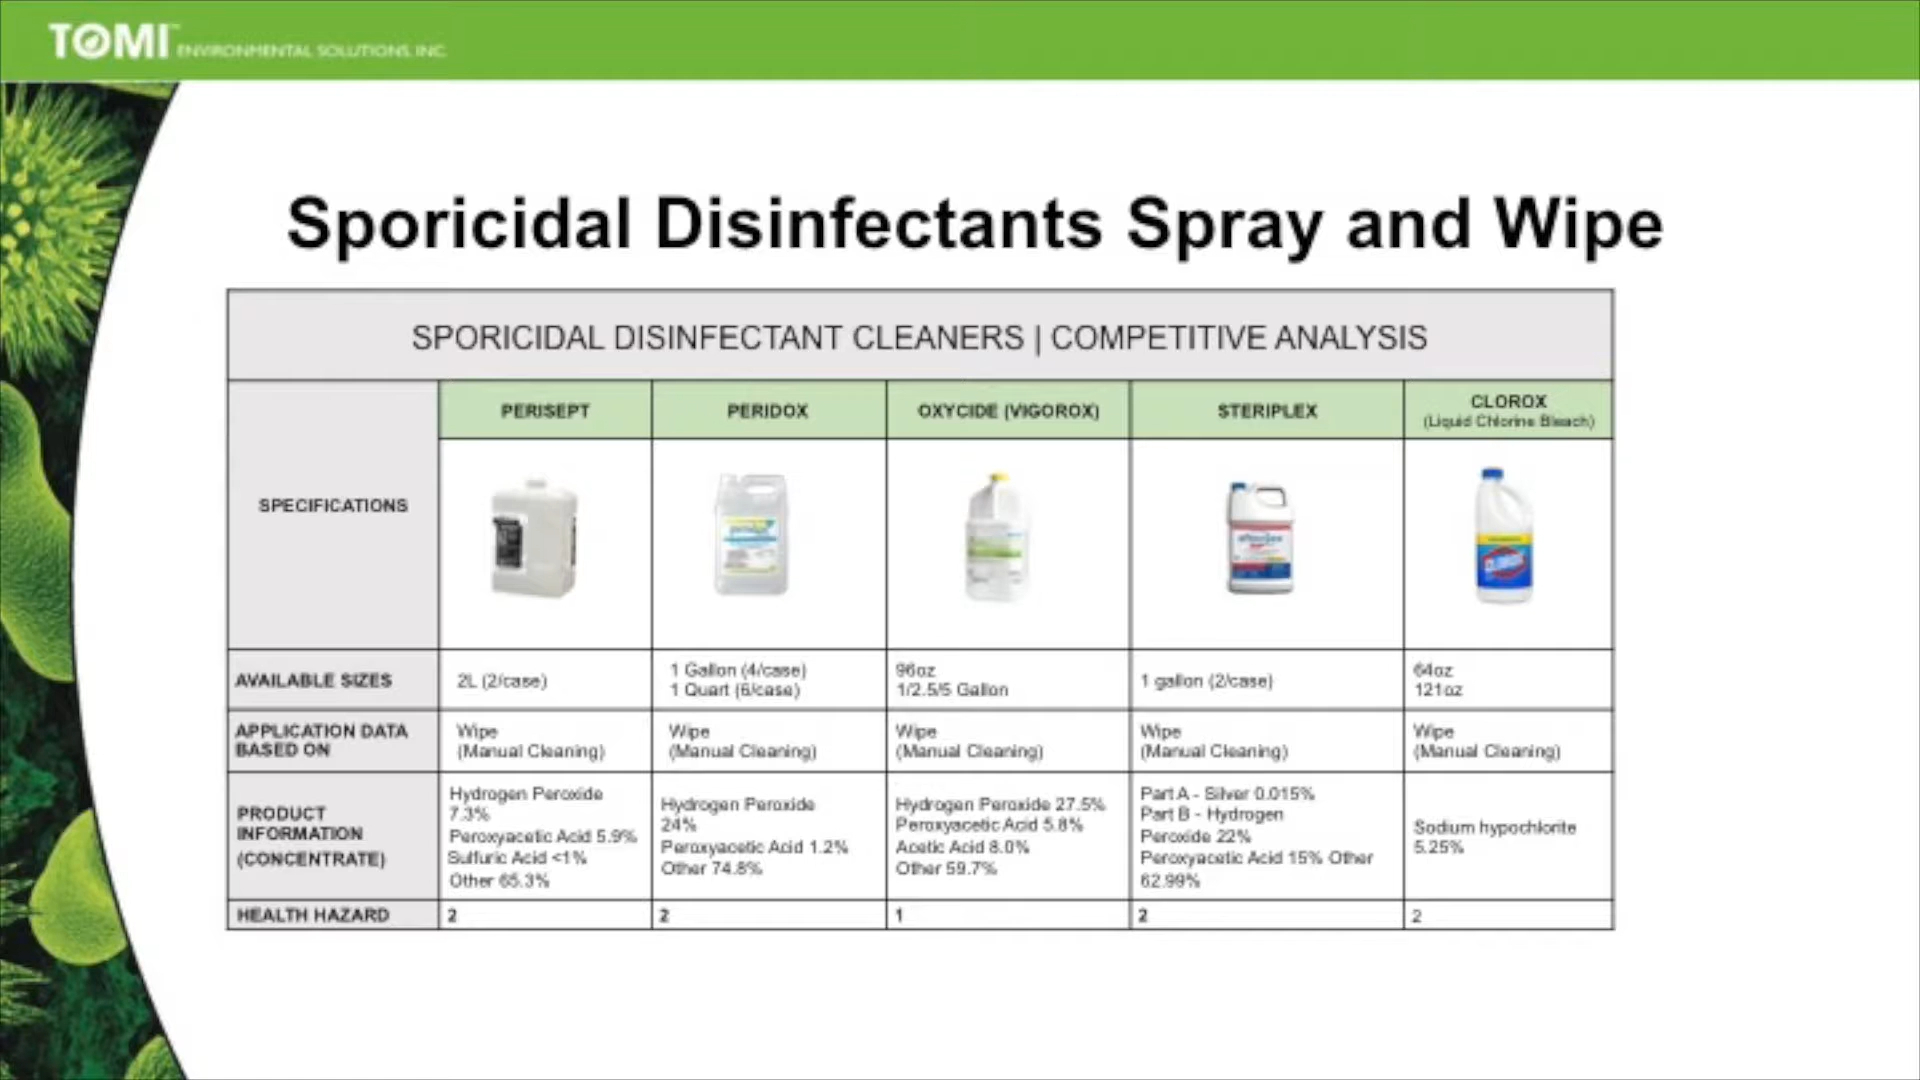 TOMI™ ENVIRONMENTAL SOLUTIONS, INC.
Sporicidal Disinfectants Spray and Wipe
SPORICIDAL DISINFECTANT CLEANERS | COMPETITIVE ANALYSIS
SPECIFICATIONS
PERISEPT
PERIDOX
OXYCIDE (VIGOROX)
STERIPLEX
CLOROX
(Liquid Chlorine Bleach)
AVAILABLE SIZES
2L (2/case)
1 Gallon (4/case)
1 Quart (6/case)
96oz
1/2.5/5 Gallon
1 gallon (2/case)
64oz
121oz
APPLICATION DATA
BASED ON
Wipe
(Manual Cleaning)
Wipe
(Manual Cleaning)
Wipe
(Manual Cleaning)
Wipe
(Manual Cleaning)
Wipe
(Manual Cleaning)
PRODUCT
INFORMATION
(CONCENTRATE)
Hydrogen Peroxide
7.3%
Peroxyacetic Acid 5.9%
Sulfuric Acid <1%
Other 65.3%
Hydrogen Peroxide
24%
Peroxyacetic Acid 1.2%
Other 74.8%
Hydrogen Peroxide 27.5%
Peroxyacetic Acid 5.8%
Acetic Acid 8.0%
Other 59.7%
Part A - Silver 0.015%
Part B - Hydrogen
Peroxide 22%
Peroxyacetic Acid 15% Other
62.99%
Sodium hypochlorite
5.25%
HEALTH HAZARD
2
2
1
2
2